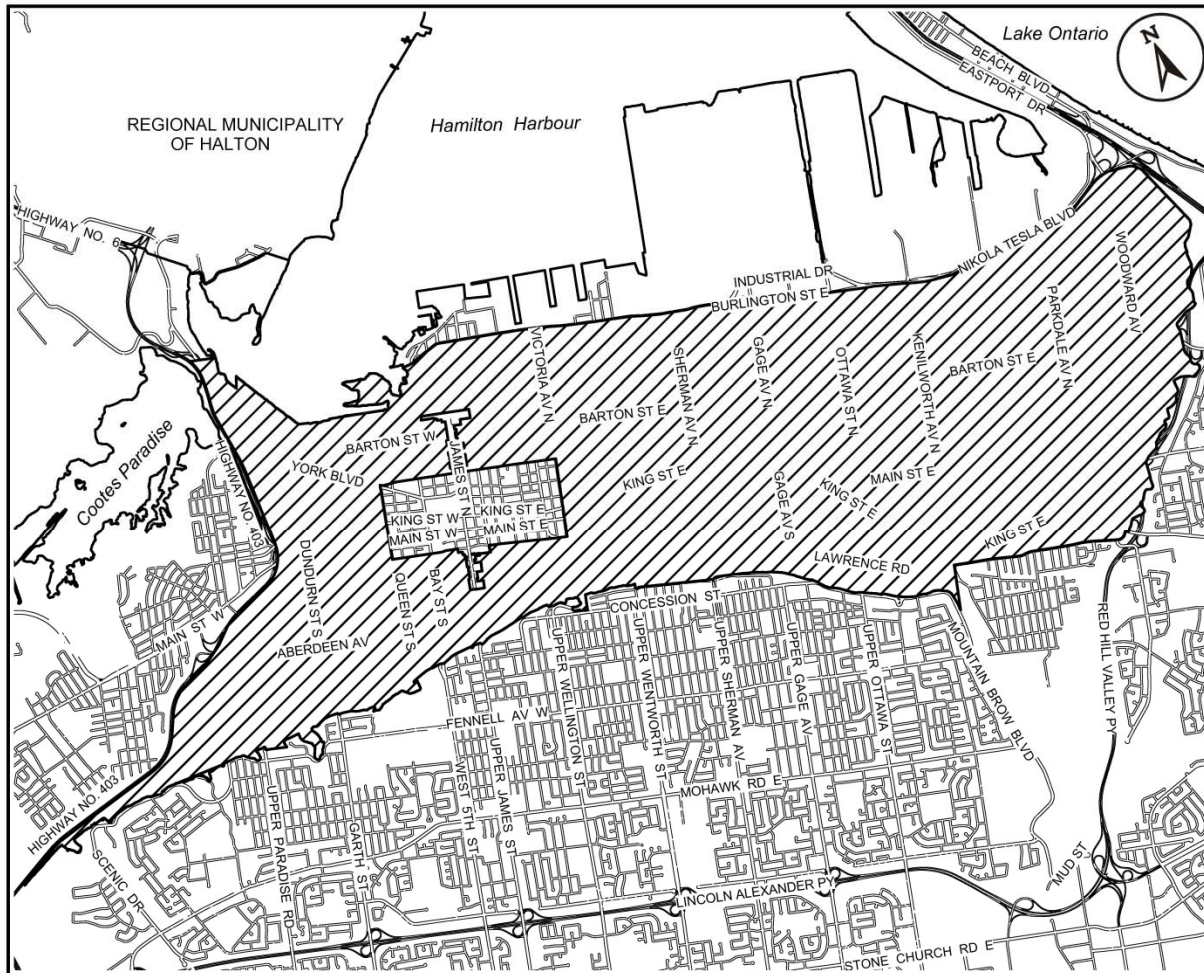 Lake Ontario
N
BEACH BLVD
EASTPORT DR
REGIONAL MUNICIPALITY
OF HALTON
Hamilton Harbour
HIGHWAY NO. 6
NIKOLA TESLA BLVD
WOODWARD AV
INDUSTRIAL DR
BURLINGTON ST E
PARKDALE AV N
VICTORIA AV N
SHERMAN AV N
GAGE AV N
OTTAWA ST N
KENILWORTH AV N
BARTON ST E
BARTON ST E
BARTON ST W
JAMES ST N
YORK BLVD
Cootes Paradise
HIGHWAY NO. 403
KING ST E
MAIN ST E
KING ST W
KING ST E
MAIN ST W
MAIN ST E
GAGE AV S
KING ST E
KING ST E
LAWRENCE RD
DUNDURN ST S
QUEEN ST S
BAY ST S
MAIN ST W
ABERDEEN AV
CONCESSION ST
UPPER WELLINGTON ST
UPPER WENTWORTH ST
UPPER SHERMAN AV
UPPER GAGE AV
UPPER OTTAWA ST
MOUNTAIN BROW BLVD
RED HILL VALLEY PY
FENNELL AV W
WEST 5TH ST
UPPER JAMES ST
MOHAWK RD E
HIGHWAY NO. 403
SCENIC DR
UPPER PARADISE RD
GARTH ST
MUD ST
LINCOLN ALEXANDER PY
STONE CHURCH RD E